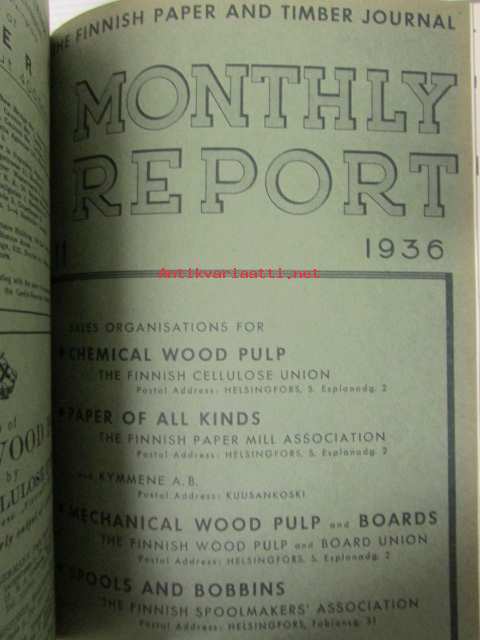 THE FINNISH PAPER AND TIMBER JOURNAL
MONTHLY
REPORT
11 1936
Antikvariaatti.net
SALES ORGANISATIONS FOR
CHEMICAL WOOD PULP
THE FINNISH CELLULOSE UNION
Postal Address: HELSINGFORS, S. Esplanadg. 2
PAPER OF ALL KINDS
THE FINNISH PAPER MILL ASSOCIATION
Postal Address: HELSINGFORS, S. Esplanadg. 2
and KYMMENE A.B.
Postal Address: KUUSANKOSKI
MECHANICAL WOOD PULP and BOARDS
THE FINNISH WOOD PULP and BOARD UNION
Postal Address: HELSINGFORS, S. Esplanadg. 2
SPOOLS AND BOBBINS
THE FINNISH SPOOLMAKERS' ASSOCIATION
Postal Address: HELSINGFORS, Fabiansg. 31